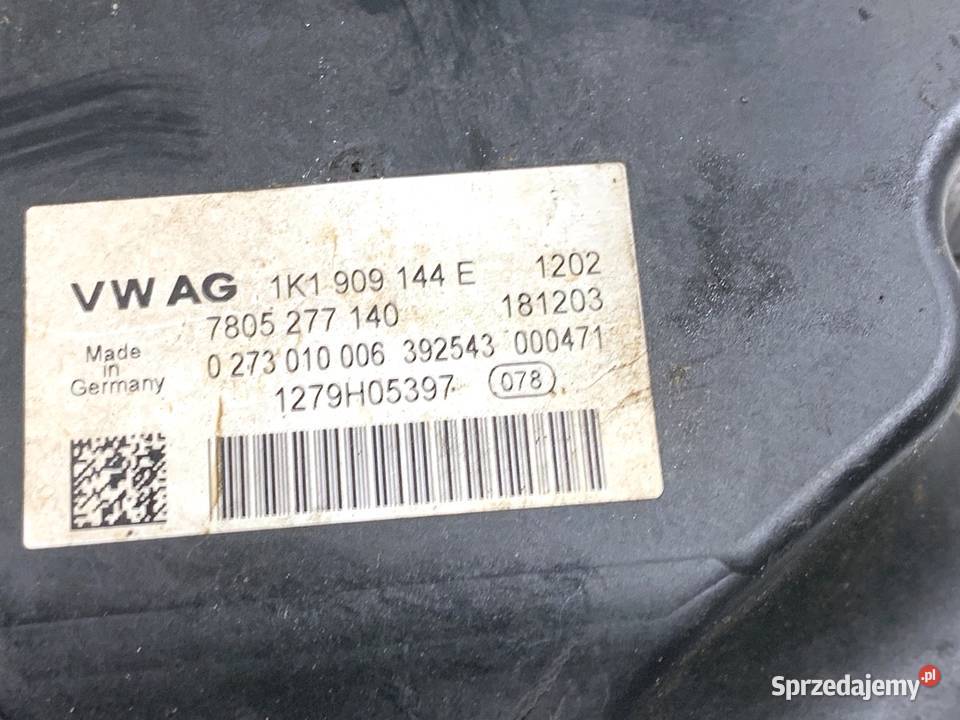 VW AG 1K1 909 144 E 1202
7805 277 140 181203
Made in Germany 0 273 010 006 392543 000471
1279H05397 078
Sprzedajemy.pl